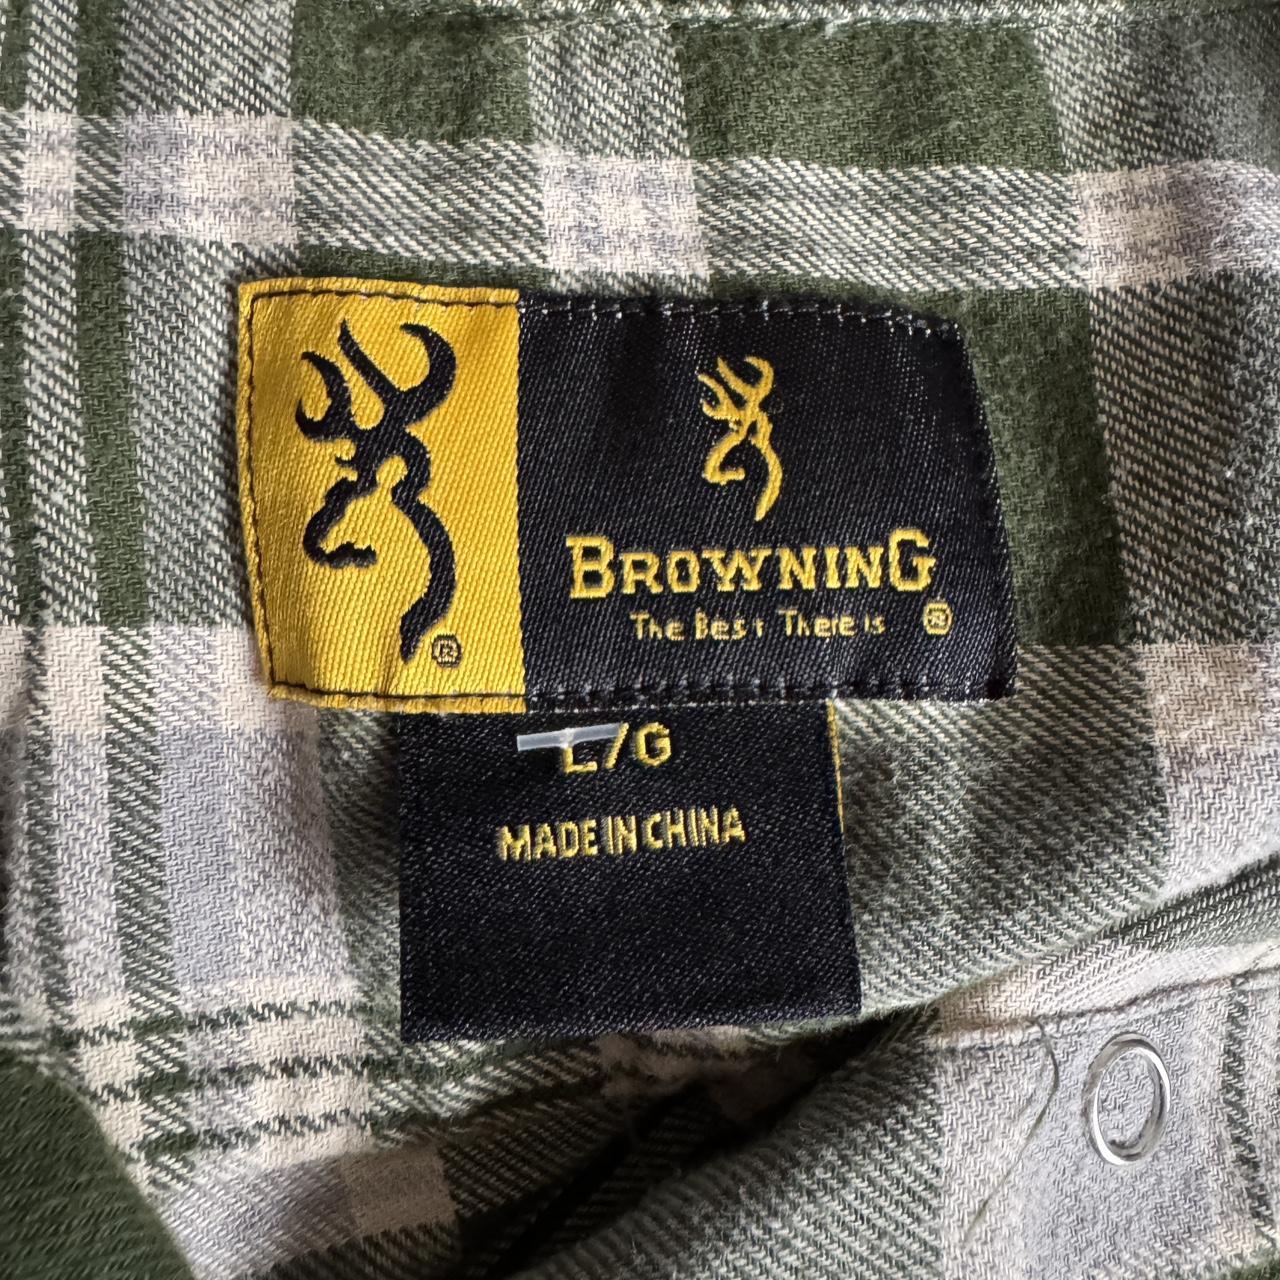 ®
BROWNING
The Best There is ®
L/G
MADE IN CHINA